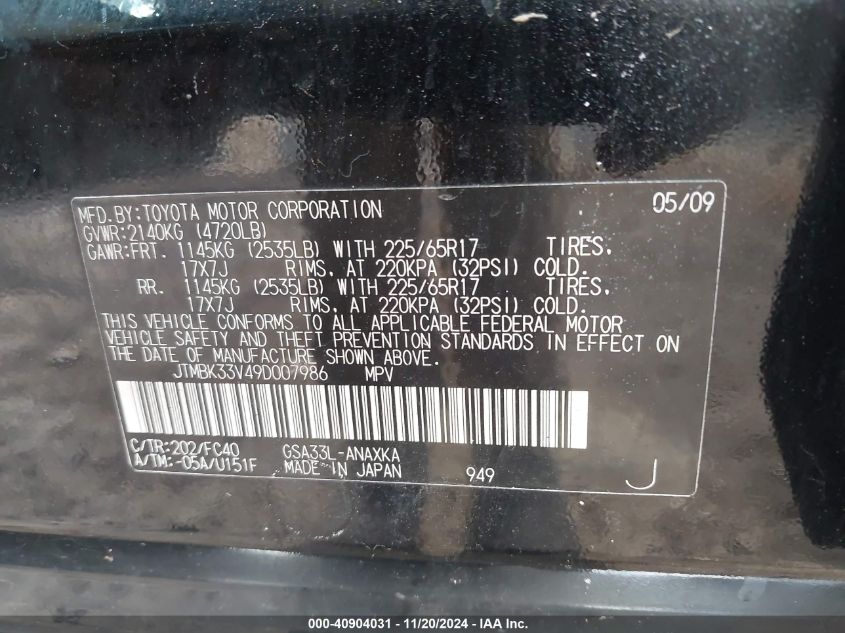 MFD.BY:TOYOTA MOTOR CORPORATION 05/09
GVWR:2140KG (4720LB)
GAWR:FRT. 1145KG (2535LB) WITH 225/65R17 TIRES,
17X7J RIMS, AT 220KPA (32PSI) COLD.
RR. 1145KG (2535LB) WITH 225/65R17 TIRES,
17X7J RIMS, AT 220KPA (32PSI) COLD.
THIS VEHICLE CONFORMS TO ALL APPLICABLE FEDERAL MOTOR
VEHICLE SAFETY AND THEFT PREVENTION STANDARDS IN EFFECT ON
THE DATE OF MANUFACTURE SHOWN ABOVE.
JTMBK33V49D007986 MPV
C/TR:202/FC40 GSA33L-ANAXKA
A/TM:-05A/U151F MADE IN JAPAN 949 J
000-40904031 - 11/20/2024 - IAA Inc.